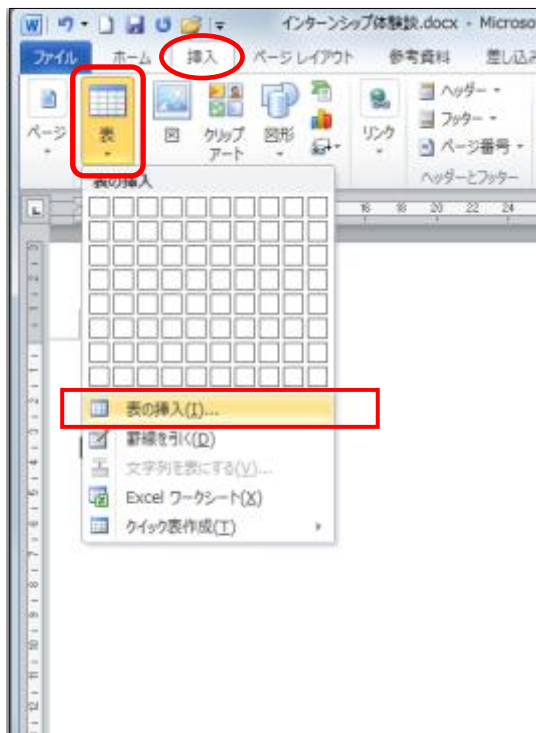 インターンシップ体験談.docx - Microso
ファイル ホーム 挿入 ページ レイアウト 参考資料 差し込み
ページ 表 図 クリップ アート 図形 リンク
ヘッダー
フッター
ページ番号
ヘッダーとフッター
表の挿入
16 18 20 22 24
表の挿入(I)...
罫線を引く(D)
文字列を表にする(V)...
Excel ワークシート(X)
クイック表作成(T)